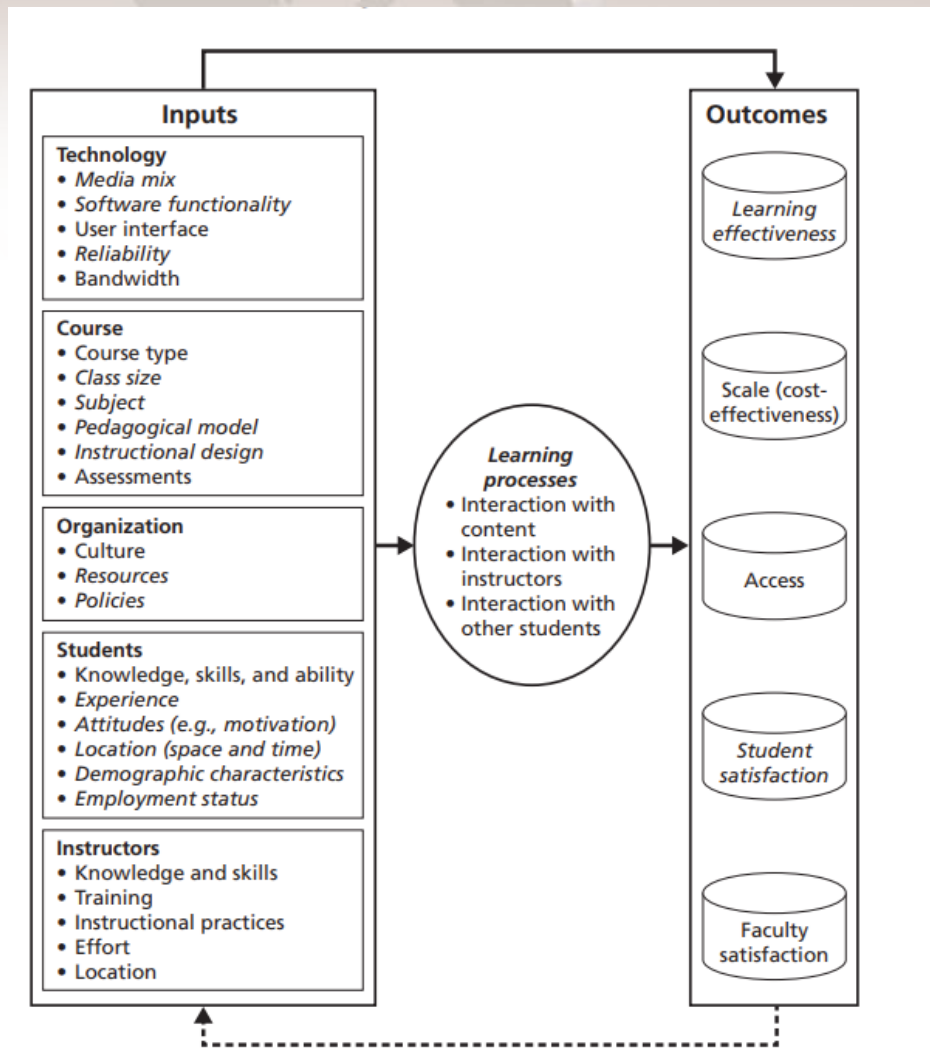 Inputs
Technology
• Media mix
• Software functionality
• User interface
• Reliability
• Bandwidth
Course
• Course type
• Class size
• Subject
• Pedagogical model
• Instructional design
• Assessments
Organization
• Culture
• Resources
• Policies
Students
• Knowledge, skills, and ability
• Experience
• Attitudes (e.g., motivation)
• Location (space and time)
• Demographic characteristics
• Employment status
Instructors
• Knowledge and skills
• Training
• Instructional practices
• Effort
• Location
Learning
processes
• Interaction with
content
• Interaction with
instructors
• Interaction with
other students
Outcomes
Learning
effectiveness
Scale (cost-
effectiveness)
Access
Student
satisfaction
Faculty
satisfaction